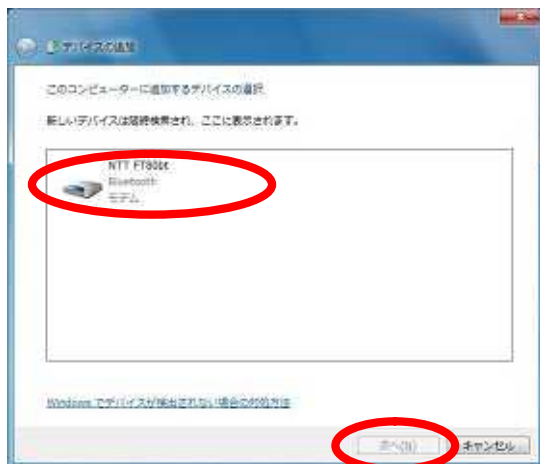 デバイスの追加
このコンピューターに追加するデバイスの選択
新しいデバイスは随時検索され、ここに表示されます。
NTT FT80bt
Bluetooth
モデム
Windows でデバイスが検出されない場合の対処方法
次へ(N)
キャンセル